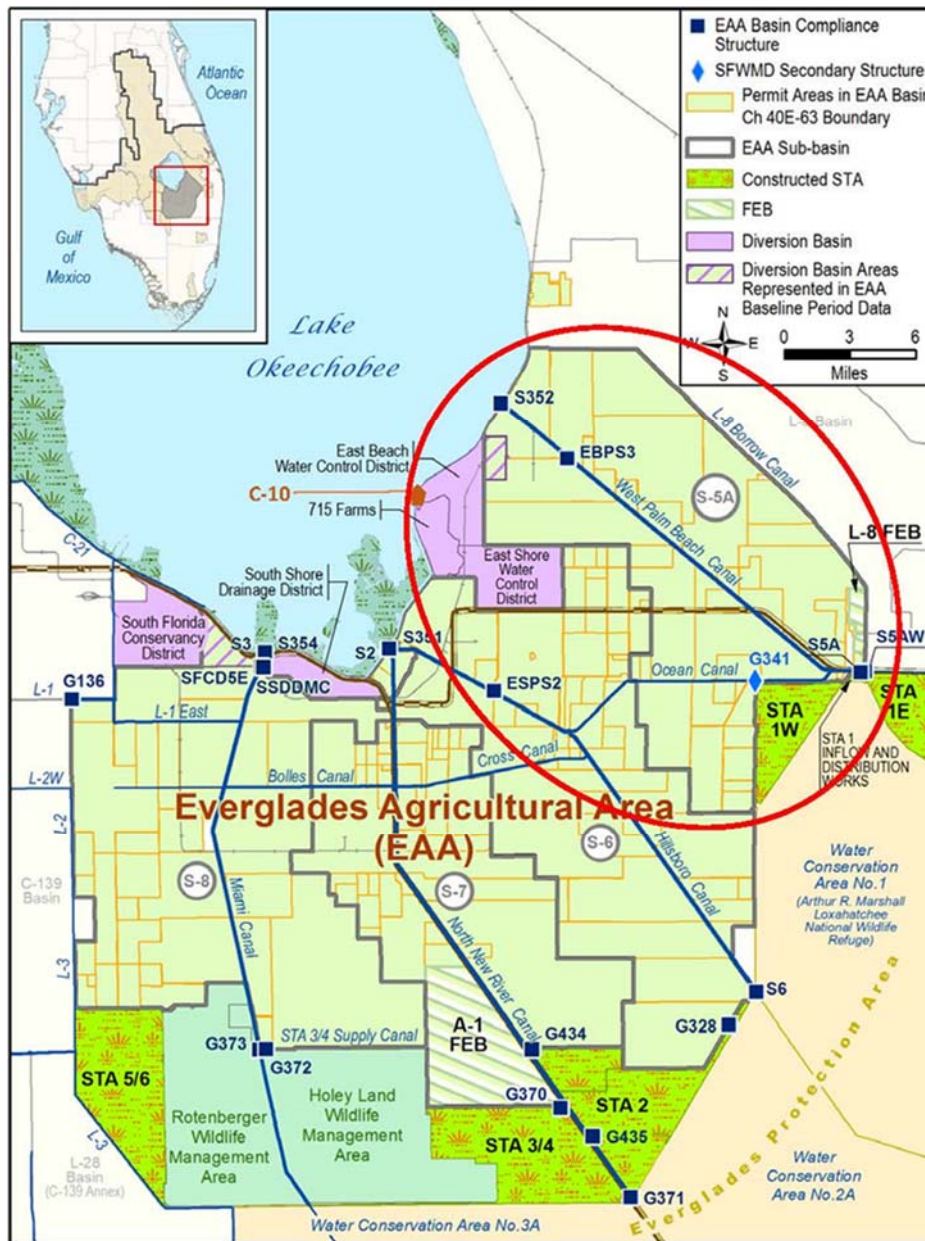 Atlantic
Ocean
Gulf
of
Mexico
EAA Basin Compliance
Structure
SFWMD Secondary Structure
Permit Areas in EAA Basin
Ch 40E-63 Boundary
EAA Sub-basin
Constructed STA
FEB
Diversion Basin
Diversion Basin Areas
Represented in EAA
Baseline Period Data
N
W
E
S
0 3 6
Miles
Lake
Okeechobee
S352
L-8 Basin
L-8 Borrow Canal
East Beach
Water Control District
EBPS3
C-10
West Palm Beach Canal
S-5A
715 Farms
L-8 FEB
C-21
South Shore
Drainage District
East Shore
Water
Control
District
South Florida
Conservancy
District
S3
S354
S2
S351
S5A
S5AW
SFCD5E
SSDDMC
ESPS2
Ocean Canal
G341
L-1
G136
L-1 East
STA
1W
STA
1E
STA 1
INFLOW AND
DISTRIBUTION
WORKS
L-2W
Bolles Canal
Cross Canal
Everglades Agricultural Area
(EAA)
L-2
S-6
Hillsboro Canal
Water
Conservation
Area No.1
(Arthur R. Marshall
Loxahatchee
National Wildlife
Refuge)
C-139
Basin
S-8
S-7
Miami Canal
North New River Canal
L-3
S6
G328
STA 3/4 Supply Canal
A-1
FEB
G434
G373
G372
STA 5/6
Rotenberger
Wildlife
Management
Area
Holey Land
Wildlife
Management
Area
G370
STA 2
STA 3/4
G435
L-3
L-28
Basin
(C-139 Annex)
G371
Everglades Protection Area
Water
Conservation
Area No.2A
Water Conservation Area No.3A